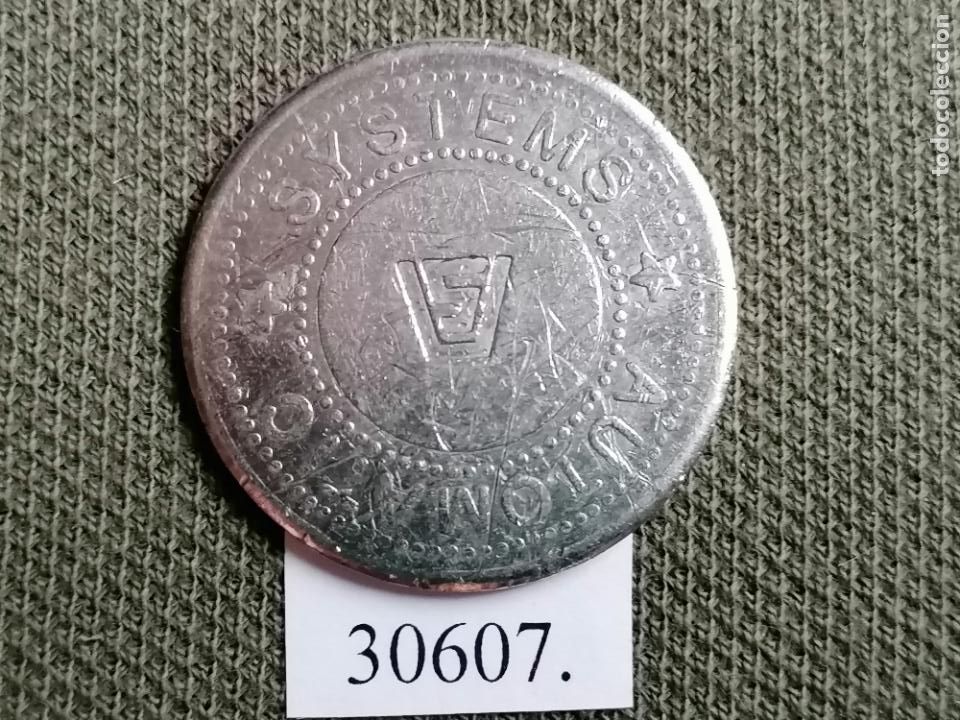 SYSTEMS
AUTOMATIC
30607.
todocoleccion